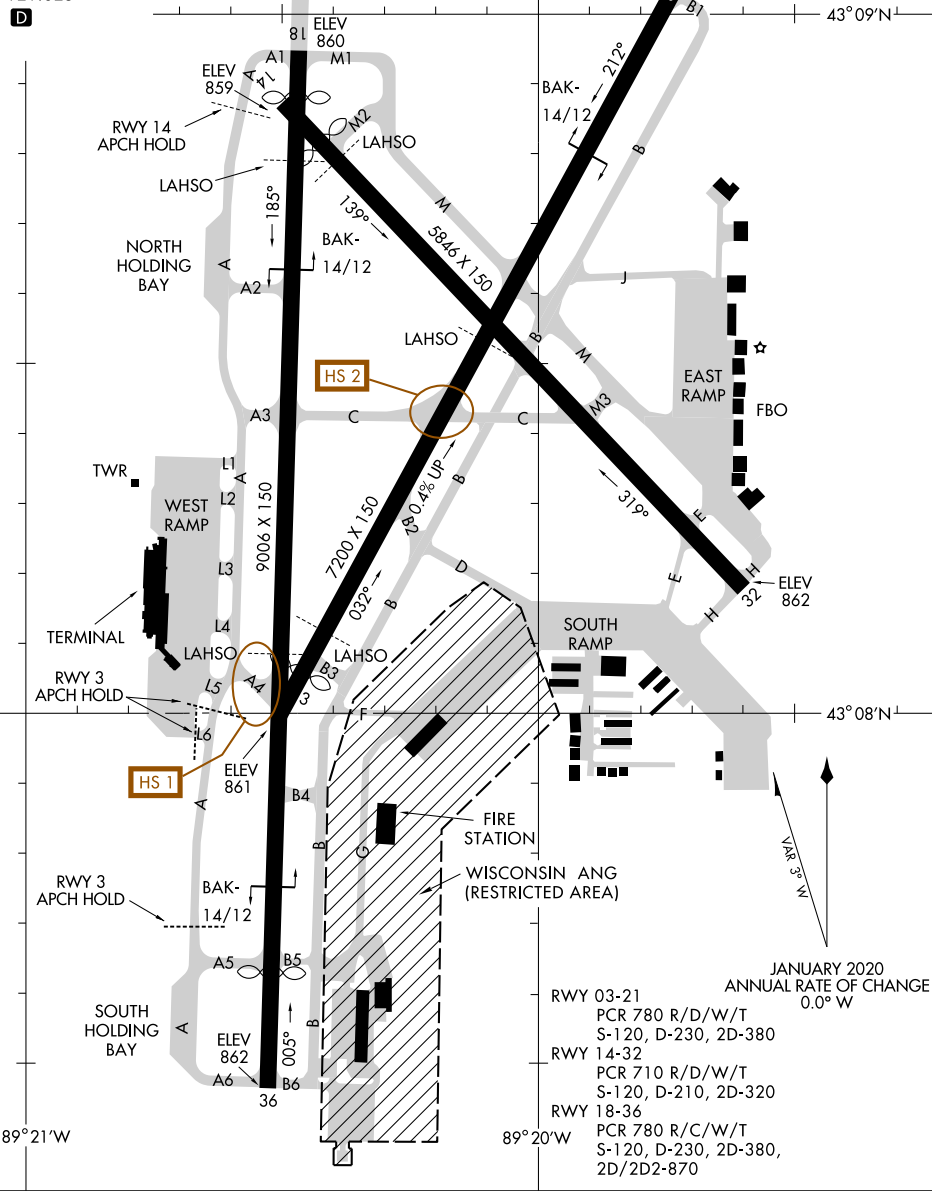 D
43°09'N
18
ELEV
860
A1
M1
B1
A
14
ELEV
859
212°
BAK-
14/12
RWY 14
APCH HOLD
M2
LAHSO
LAHSO
B
185°
139°
M
5846 X 150
NORTH
HOLDING
BAY
A
BAK-
14/12
A2
J
LAHSO
B
M
HS 2
EAST
RAMP
FBO
A3
C
C
M3
TWR
L1
A
L2
WEST
RAMP
9006 X 150
7200 X 150
0.4% UP
B
B2
319°
E
L3
D
E
H
H
32
ELEV
862
032°
B
TERMINAL
L4
LAHSO
LAHSO
SOUTH
RAMP
RWY 3
APCH HOLD
L5
A4
B3
3
L6
F
43°08'N
HS 1
ELEV
861
A
B4
FIRE
STATION
B
G
WISCONSIN ANG
(RESTRICTED AREA)
VAR 3° W
RWY 3
APCH HOLD
BAK-
14/12
A5
B5
JANUARY 2020
ANNUAL RATE OF CHANGE
0.0° W
SOUTH
HOLDING
BAY
A
ELEV
862
005°
B
A6
B6
36
RWY 03-21
PCR 780 R/D/W/T
S-120, D-230, 2D-380
RWY 14-32
PCR 710 R/D/W/T
S-120, D-210, 2D-320
RWY 18-36
PCR 780 R/C/W/T
S-120, D-230, 2D-380,
2D/2D2-870
89°21'W
89°20'W